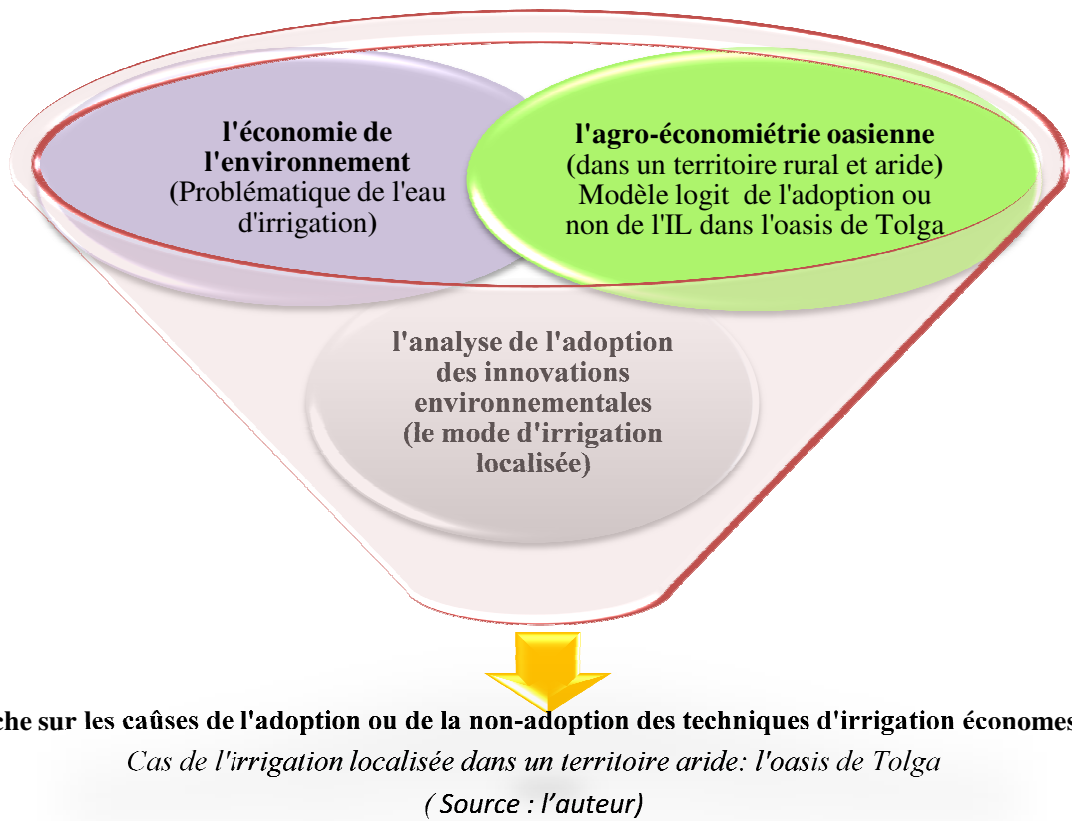 l'économie de
l'environnement
(Problématique de l'eau
d'irrigation)
l'agro-économiétrie oasienne
(dans un territoire rural et aride)
Modèle logit de l'adoption ou
non de l'IL dans l'oasis de Tolga
l'analyse de l'adoption
des innovations
environnementales
(le mode d'irrigation
localisée)
che sur les caûses de l'adoption ou de la non-adoption des techniques d'irrigation économes
Cas de l'irrigation localisée dans un territoire aride: l'oasis de Tolga
( Source : l’auteur)